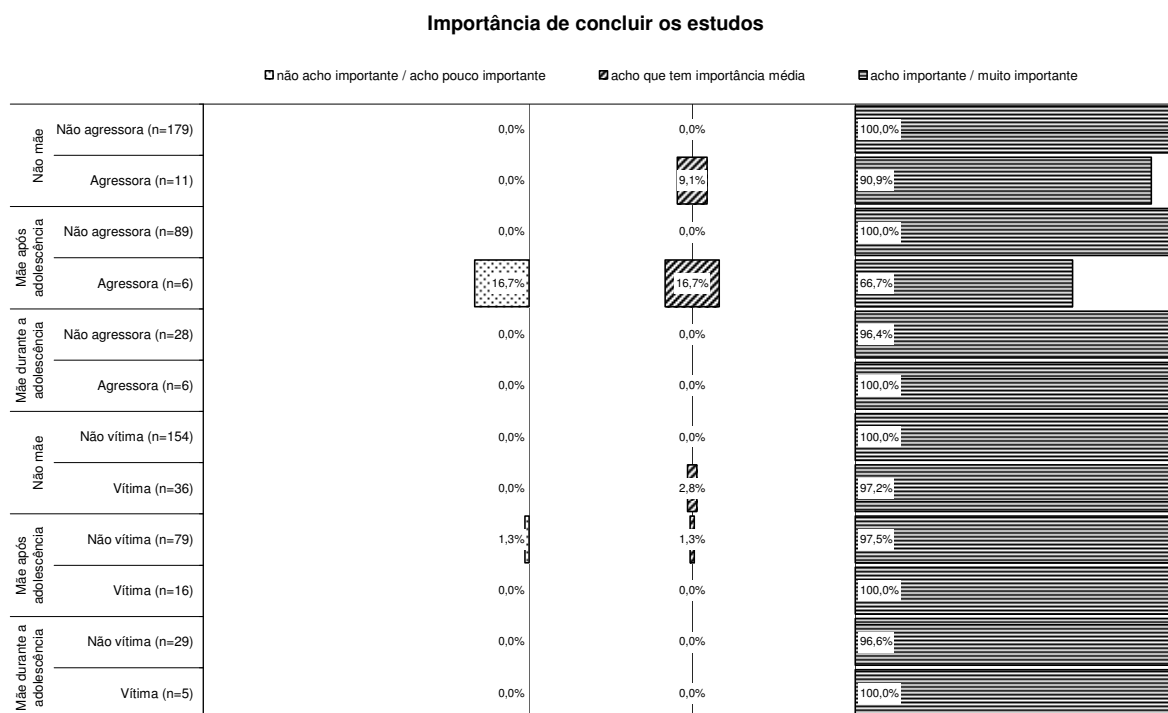 Importância de concluir os estudos
não acho importante / acho pouco importante acho que tem importância média acho importante / muito importante
Não mãe
Não agressora (n=179) 0,0% 0,0% 100,0%
Agressora (n=11) 0,0% 9,1% 90,9%
Mãe após
adolescência
Não agressora (n=89) 0,0% 0,0% 100,0%
Agressora (n=6) 16,7% 16,7% 66,7%
Mãe durante a
adolescência
Não agressora (n=28) 0,0% 0,0% 96,4%
Agressora (n=6) 0,0% 0,0% 100,0%
Não mãe
Não vítima (n=154) 0,0% 0,0% 100,0%
Vítima (n=36) 0,0% 2,8% 97,2%
Mãe após
adolescência
Não vítima (n=79) 1,3% 1,3% 97,5%
Vítima (n=16) 0,0% 0,0% 100,0%
Mãe durante a
adolescência
Não vítima (n=29) 0,0% 0,0% 96,6%
Vítima (n=5) 0,0% 0,0% 100,0%